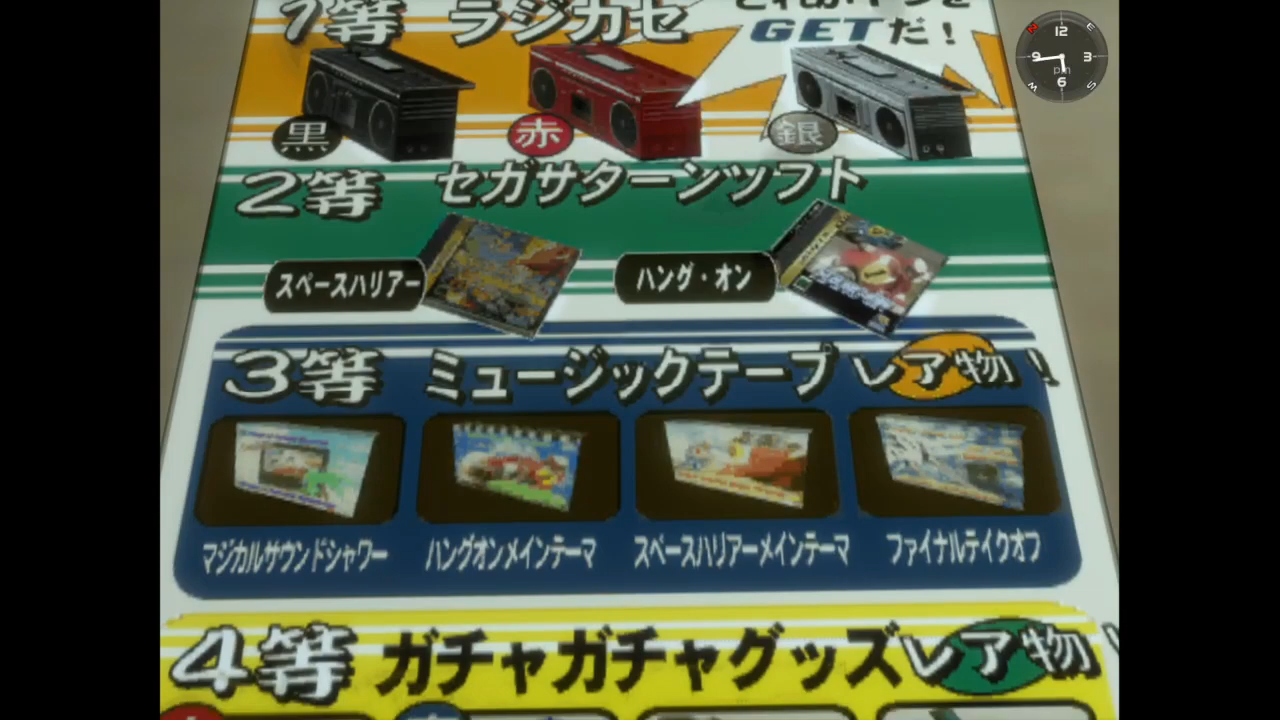 1等 ラジカセ
GETだ!
黒 赤 銀
2等 セガサターンソフト
スペースハリアー ハング・オン
3等 ミュージックテープ レア物!
マジカルサウンドシャワー ハングオンメインテーマ スペースハリアーメインテーマ ファイナルテイクオフ
4等 ガチャガチャグッズ レア物!
N 12 E
9 3
pm
W 6 S